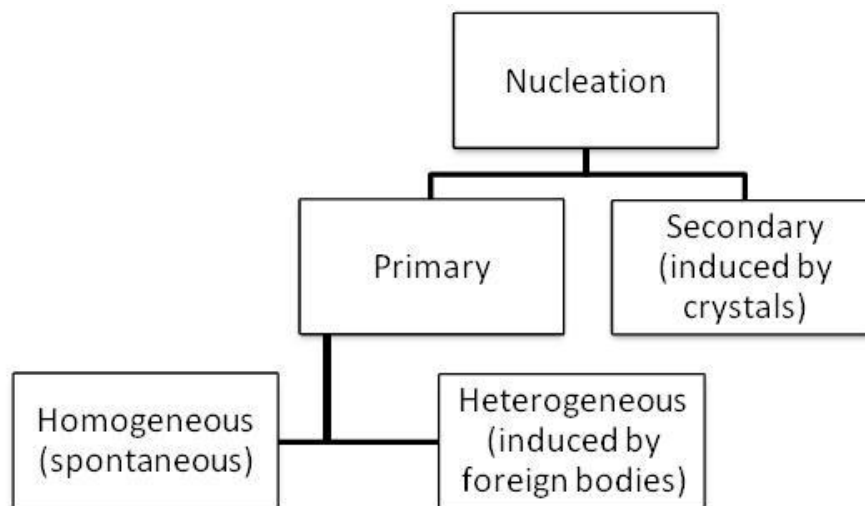 Nucleation
Primary
Secondary
(induced by
crystals)
Homogeneous
(spontaneous)
Heterogeneous
(induced by
foreign bodies)